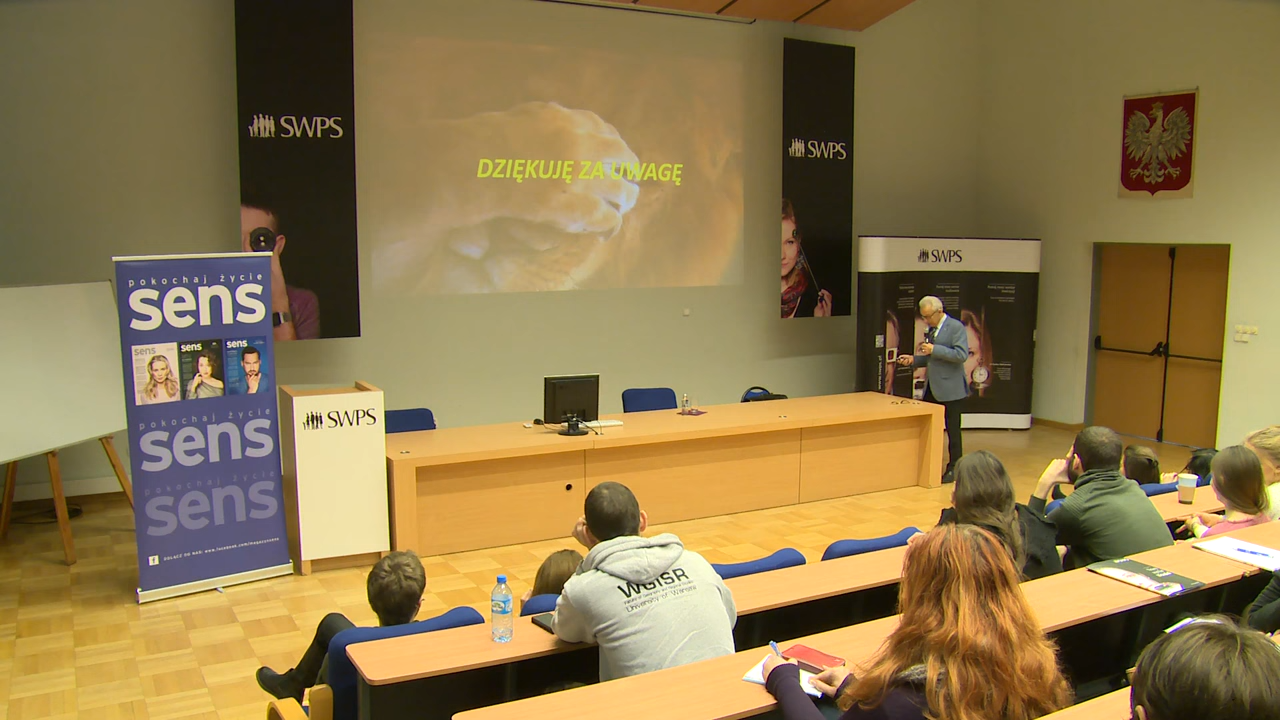 SWPS
DZIĘKUJĘ ZA UWAGĘ
SWPS
SWPS
pokochaj życie
sens
sens
sens
sens
pokochaj życie
sens
pokochaj życie
sens
SWPS
WGISR
University of Warsaw